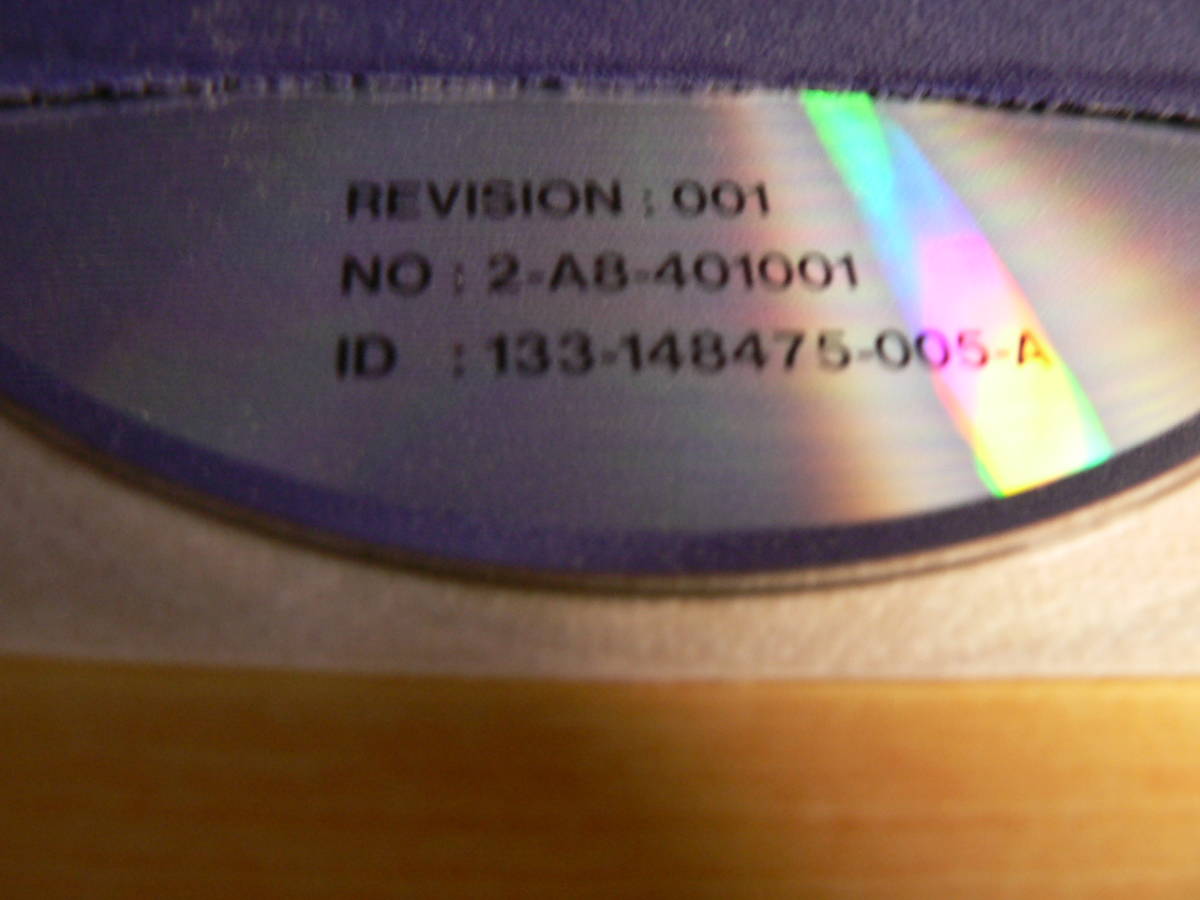 REVISION : 001
NO : 2-A8-401001
ID : 133-148475-005-A